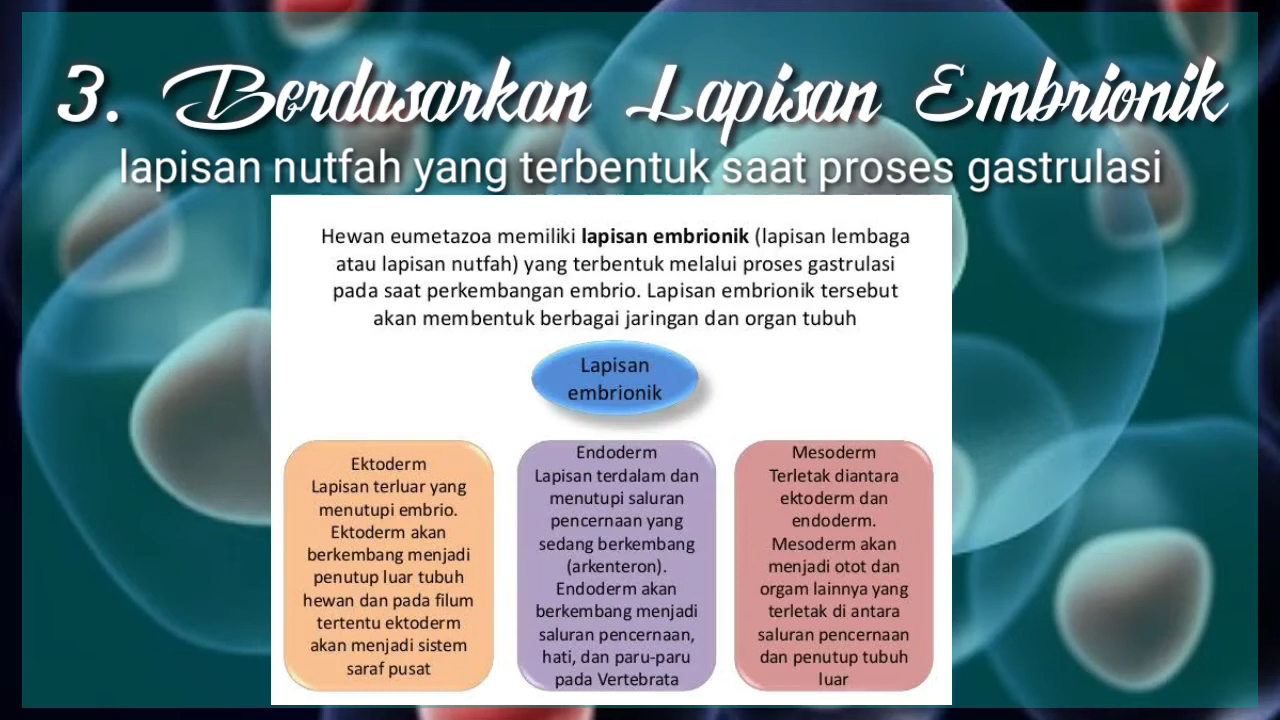 3. Berdasarkan Lapisan Embrionik
lapisan nutfah yang terbentuk saat proses gastrulasi
Hewan eumetazoa memiliki lapisan embrionik (lapisan lembaga
atau lapisan nutfah) yang terbentuk melalui proses gastrulasi
pada saat perkembangan embrio. Lapisan embrionik tersebut
akan membentuk berbagai jaringan dan organ tubuh
Lapisan
embrionik
Ektoderm
Lapisan terluar yang
menutupi embrio.
Ektoderm akan
berkembang menjadi
penutup luar tubuh
hewan dan pada filum
tertentu ektoderm
akan menjadi sistem
saraf pusat
Endoderm
Lapisan terdalam dan
menutupi saluran
pencernaan yang
sedang berkembang
(arkenteron).
Endoderm akan
berkembang menjadi
saluran pencernaan,
hati, dan paru-paru
pada Vertebrata
Mesoderm
Terletak diantara
ektoderm dan
endoderm.
Mesoderm akan
menjadi otot dan
orgam lainnya yang
terletak di antara
saluran pencernaan
dan penutup tubuh
luar